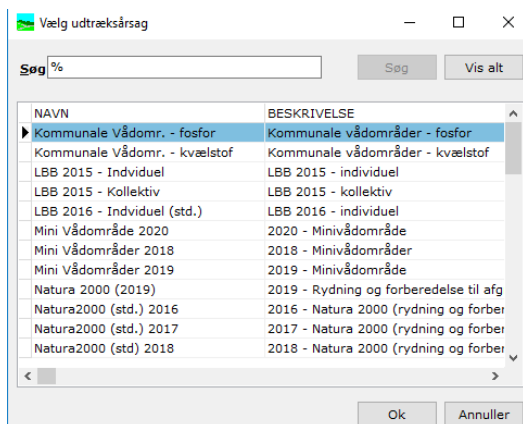 Vælg udtræksårsag
Søg %
Søg
Vis alt
NAVN BESKRIVELSE
Kommunale Vådomr. - fosfor Kommunale vådområder - fosfor
Kommunale Vådomr. - kvælstof Kommunale vådområder - kvælstof
LBB 2015 - Indviduel LBB 2015 - individuel
LBB 2015 - Kollektiv LBB 2015 - kollektiv
LBB 2016 - Indviduel (std.) LBB 2016 - individuel
Mini Vådområde 2020 2020 - Minivådområde
Mini Vådområder 2018 2018 - Minivådområder
Mini Vådområder 2019 2019 - Minivådområde
Natura 2000 (2019) 2019 - Rydning og forberedelse til afg
Natura2000 (std.) 2016 2016 - Natura 2000 (rydning og forber
Natura2000 (std.) 2017 2017 - Natura 2000 (rydning og forber
Natura2000 (std) 2018 2018 - Natura 2000 (rydning og forber
Ok
Annuller